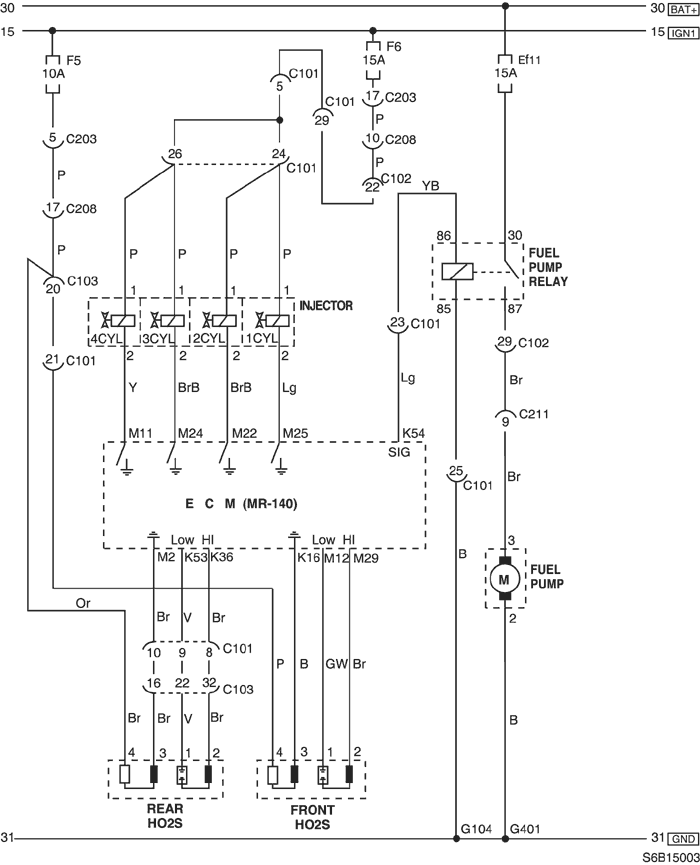 30 30 BAT+
15 15 IGN1
F5
10A
F6
15A
Ef11
15A
C101
5
C101
29
17 C203
P
10 C208
P
22 C102
5 C203
P
17 C208
P
20 C103
21 C101
26 24 C101
YB
86 30
FUEL
PUMP
RELAY
85 87
P P P P
1 1 1 1
INJECTOR
4CYL 3CYL 2CYL 1CYL
2 2 2 2
Y BrB BrB Lg
23 C101
Lg
29 C102
Br
9 C211
Br
M11 M24 M22 M25 K54
SIG
E C M (MR-140)
25 C101
B
Low HI Low HI
M2 K53 K36 K16 M12 M29
3
M
FUEL
PUMP
2
B
Or
Br V Br
10 9 8 C101
16 22 32 C103
P B GW Br
Br Br V Br
4 3 1 2 4 3 1 2
REAR
HO2S
FRONT
HO2S
G104 G401
31 31 GND
S6B15003